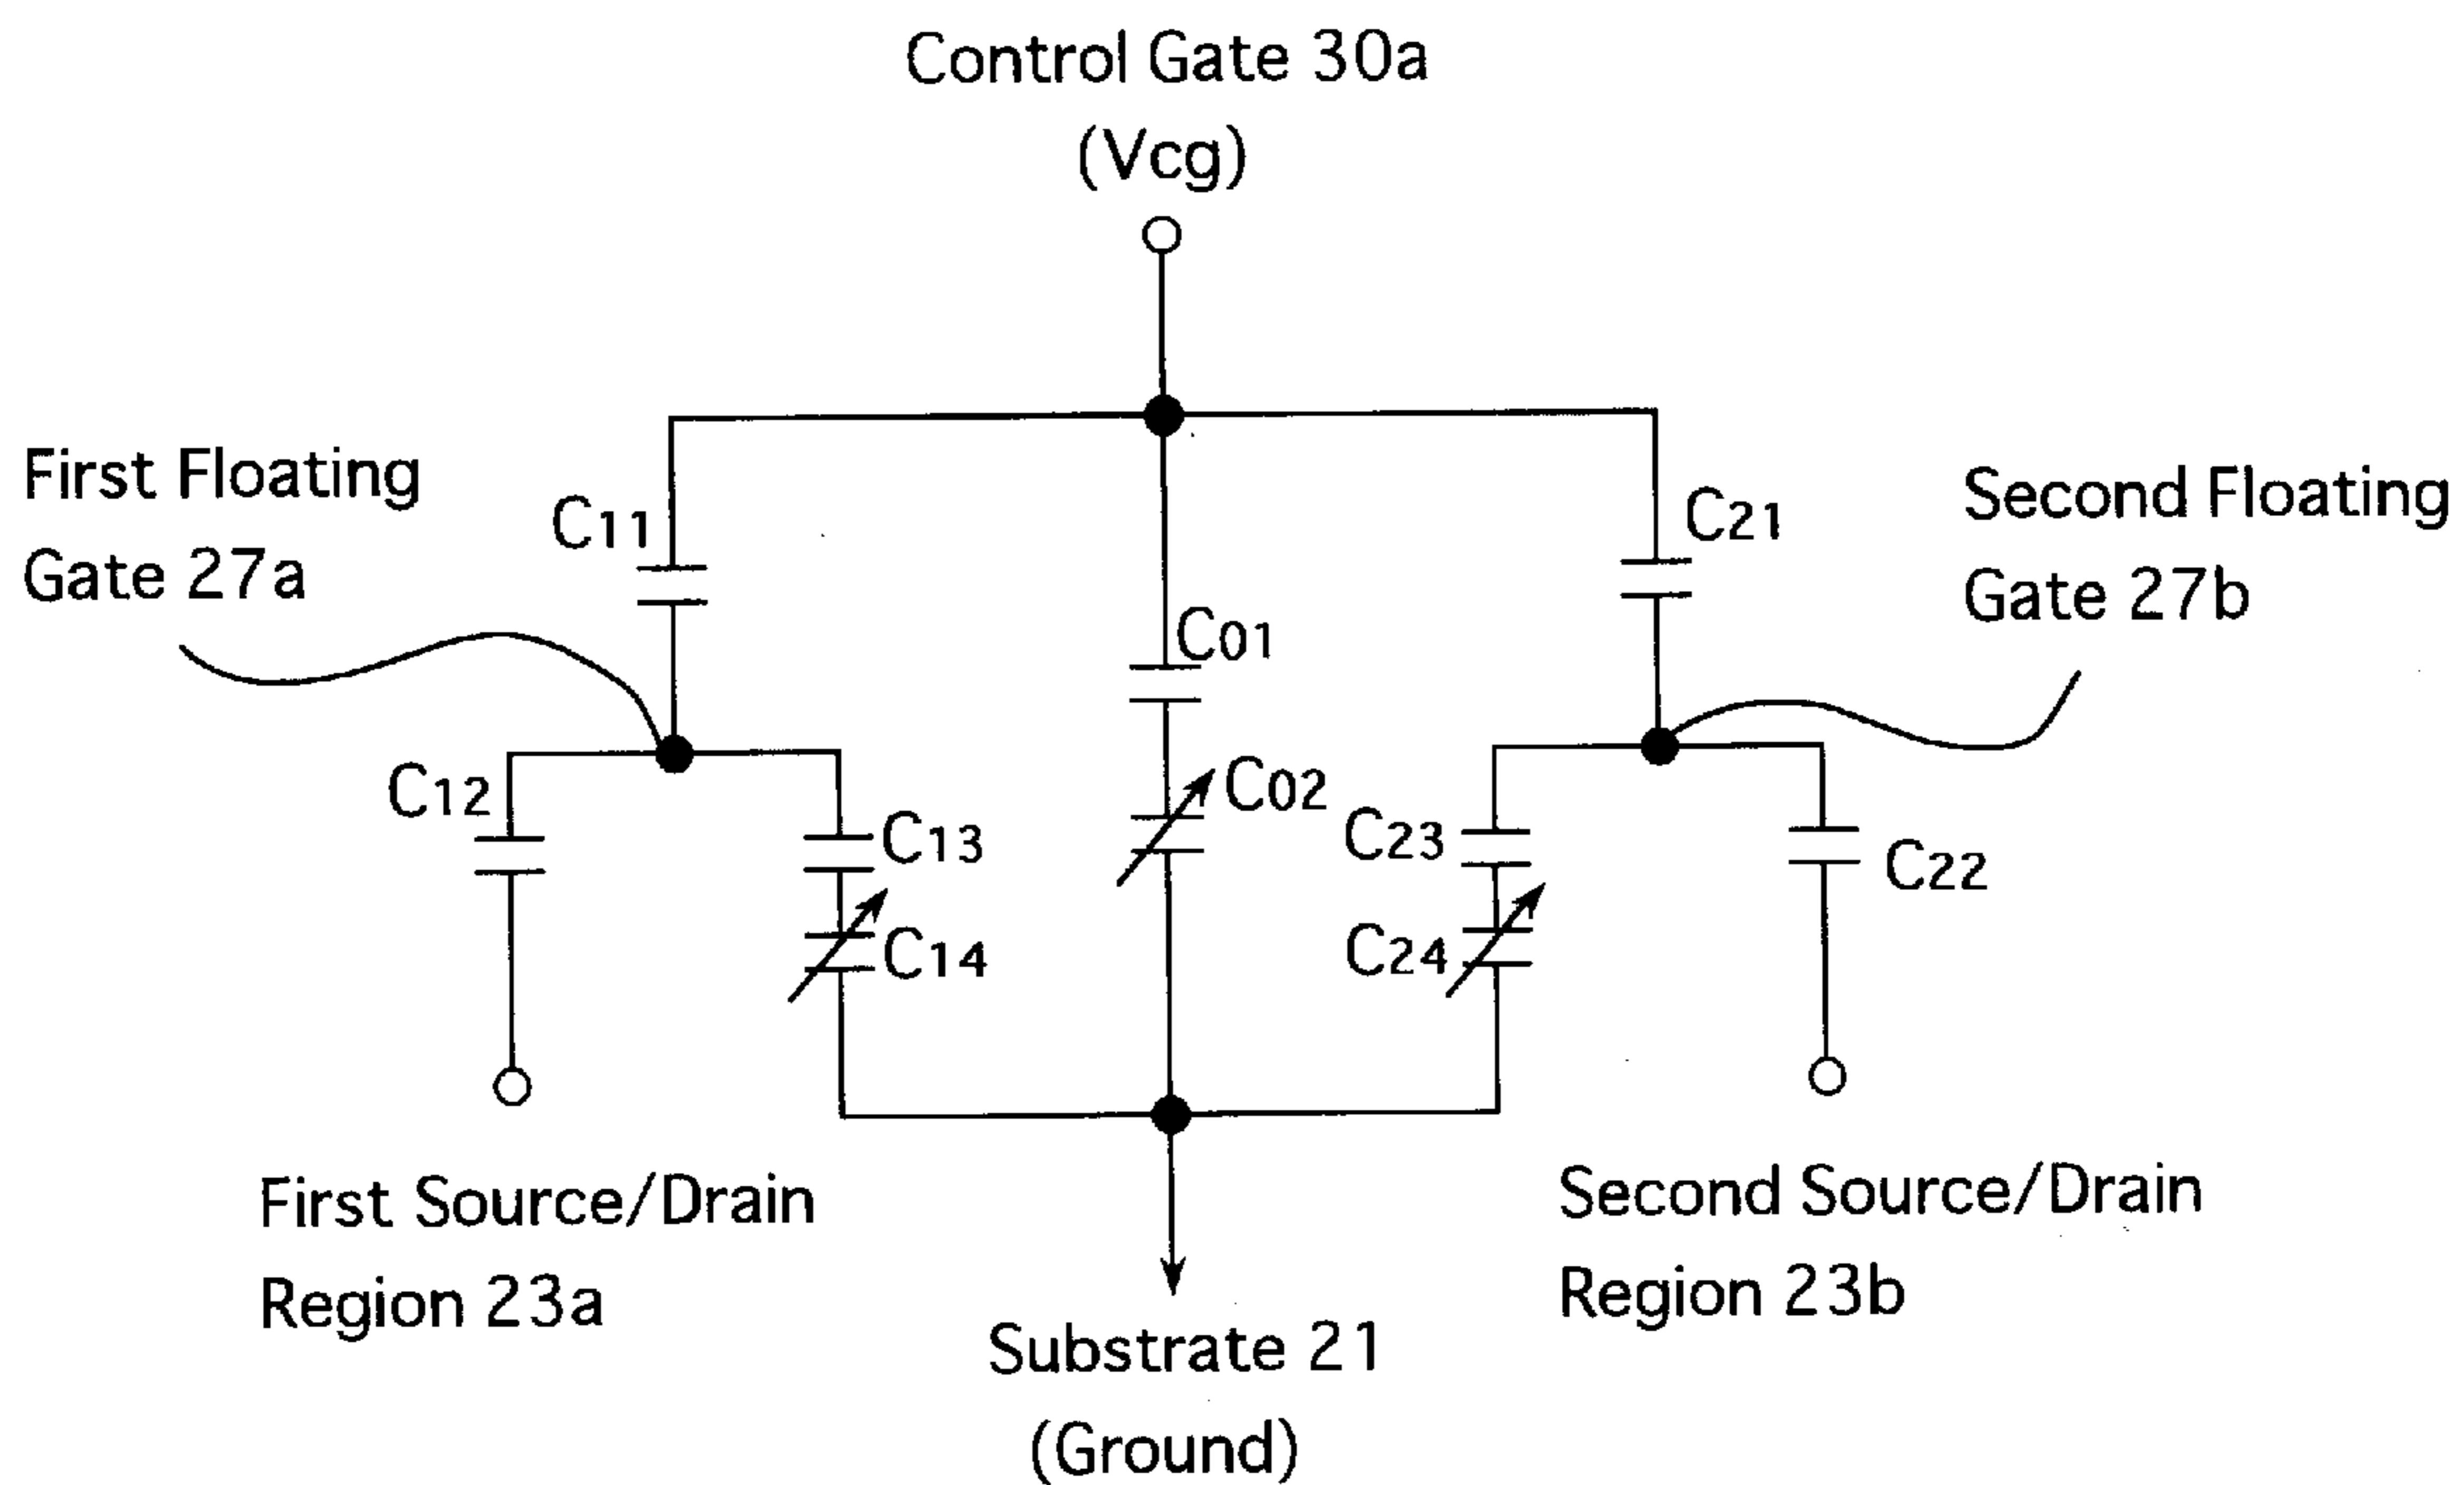 Control Gate 30a
(Vcg)
First Floating
Gate 27a
C11
C21
Second Floating
Gate 27b
C01
C12
C02
C13
C23
C22
C14
C24
First Source/Drain
Region 23a
Second Source/Drain
Region 23b
Substrate 21
(Ground)